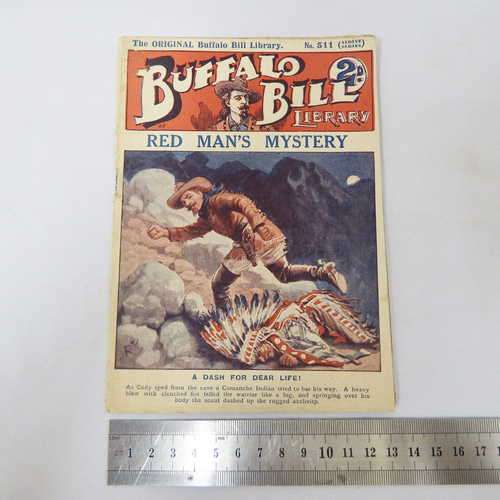 The ORIGINAL Buffalo Bill Library. No. 511 (ALDINE SERIES)
BUFFALO
BILL
2D.
LIBRARY
RED MAN'S MYSTERY
A DASH FOR DEAR LIFE!
As Cody sped from the cave a Comanche Indian tried to bar his way. A heavy
blow with clenched fist felled the warrior like a log, and springing over his
body the scout dashed up the rugged acclivity.
1 2 3 4 5 6 7 8 9 10 11 12 13 14 15 16 17